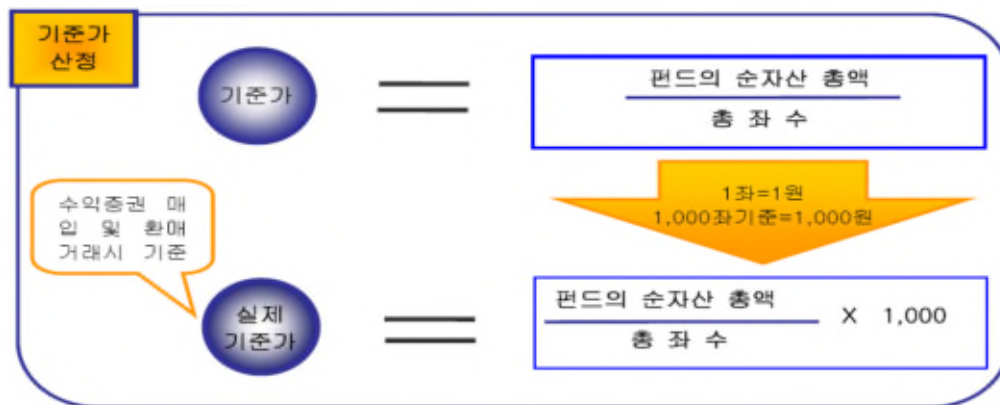 기준가
산정
기준가
펀드의 순자산 총액
총 좌 수
1좌=1원
1,000좌기준=1,000원
수익증권 매
입 및 환매
거래시 기준
실제
기준가
펀드의 순자산 총액
총 좌 수
X 1,000